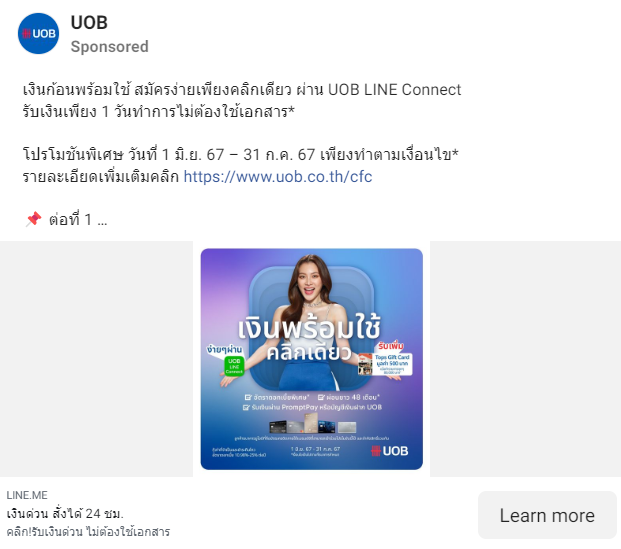 UOB
UOB
Sponsored
เงินก้อนพร้อมใช้ สมัครง่ายเพียงคลิกเดียว ผ่าน UOB LINE Connect
รับเงินเพียง 1 วันทำการไม่ต้องใช้เอกสาร*
โปรโมชันพิเศษ วันที่ 1 มิ.ย. 67 – 31 ก.ค. 67 เพียงทำตามเงื่อนไข*
รายละเอียดเพิ่มเติมคลิก https://www.uob.co.th/cfc
📌 ต่อที่ 1 ...
เงินพร้อมใช้
คลิกเดียว
ง่ายๆผ่าน
UOB
LINE
Connect
รับเพิ่ม
Tops Gift Card
มูลค่า 500 บาท
อัตราดอกเบี้ยพิเศษ*
ผ่อนยาว 48 เดือน*
รับเงินผ่าน PromptPay หรือบัญชีเงินฝาก UOB
1 มิ.ย. 67 - 31 ก.ค. 67
UOB
LINE.ME
เงินด่วน สั่งได้ 24 ชม.
คลิก!รับเงินด่วน ไม่ต้องใช้เอกสาร
Learn more